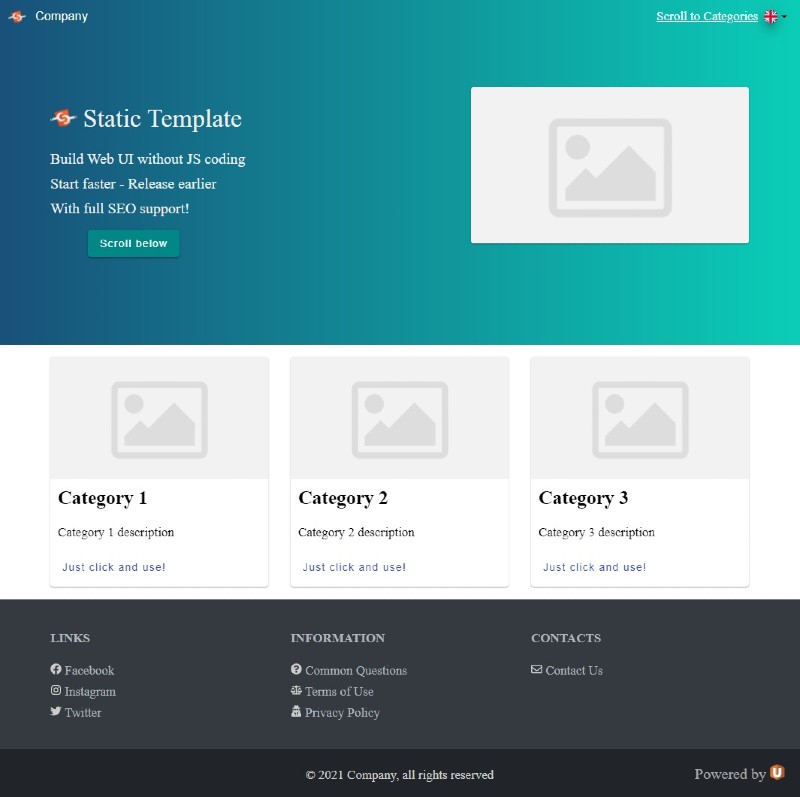 Company
Scroll to Categories
Static Template
Build Web UI without JS coding
Start faster - Release earlier
With full SEO support!
Scroll below
Category 1
Category 1 description
Just click and use!
Category 2
Category 2 description
Just click and use!
Category 3
Category 3 description
Just click and use!
LINKS
Facebook
Instagram
Twitter
INFORMATION
Common Questions
Terms of Use
Privacy Policy
CONTACTS
Contact Us
© 2021 Company, all rights reserved
Powered by